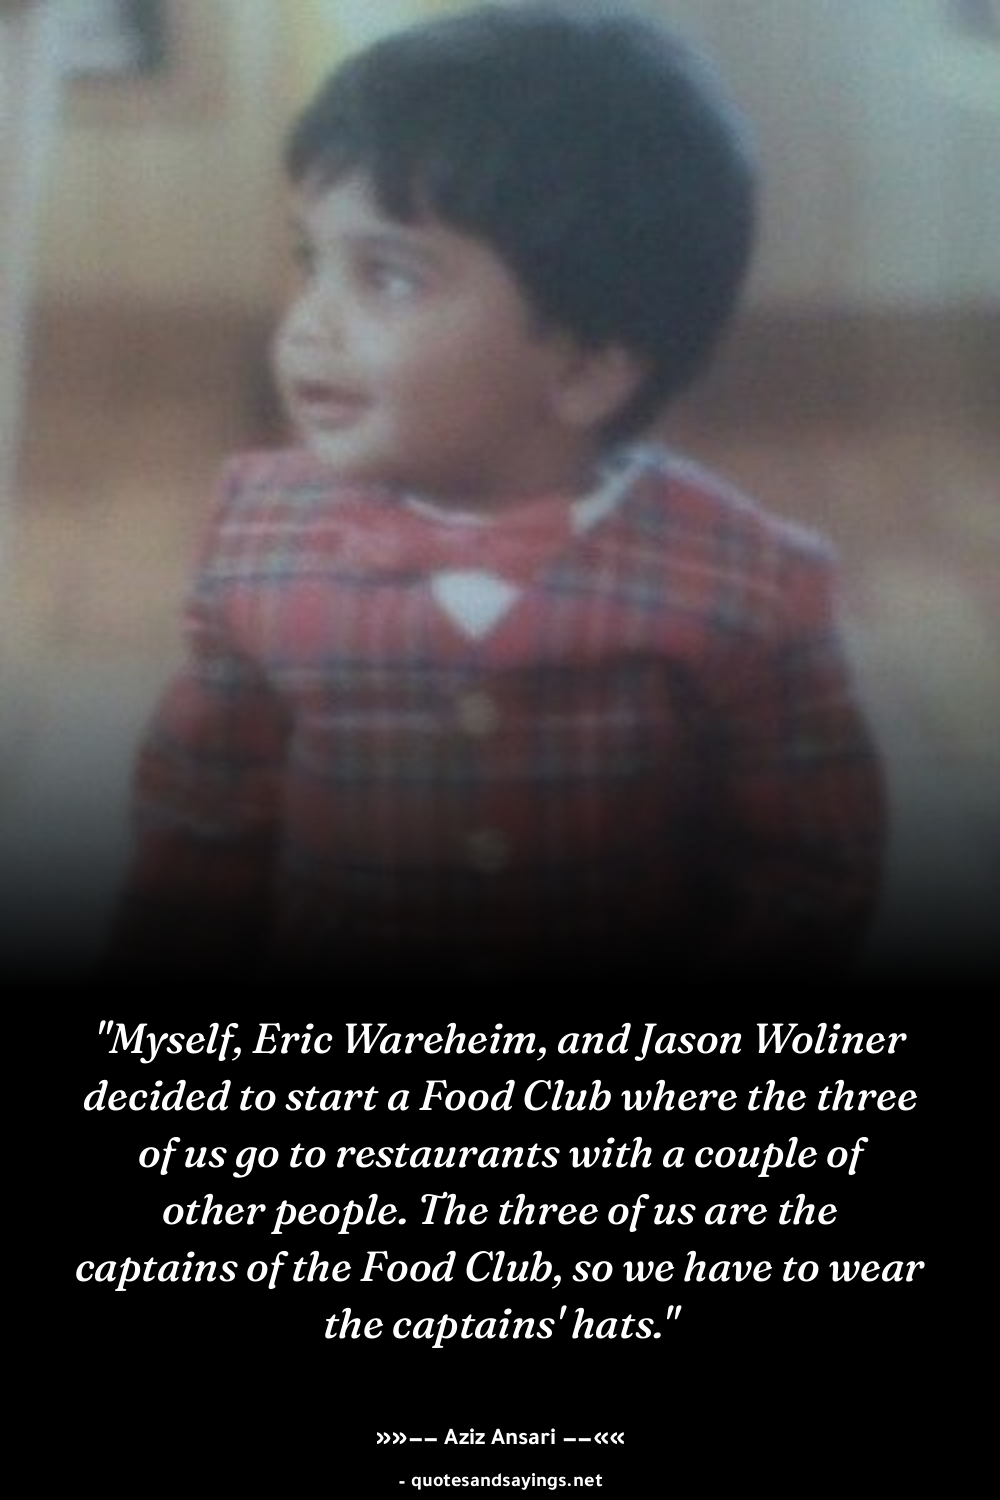 "Myself, Eric Wareheim, and Jason Woliner
decided to start a Food Club where the three
of us go to restaurants with a couple of
other people. The three of us are the
captains of the Food Club, so we have to wear
the captains' hats."
»»—— Aziz Ansari ——««
- quotesandsayings.net